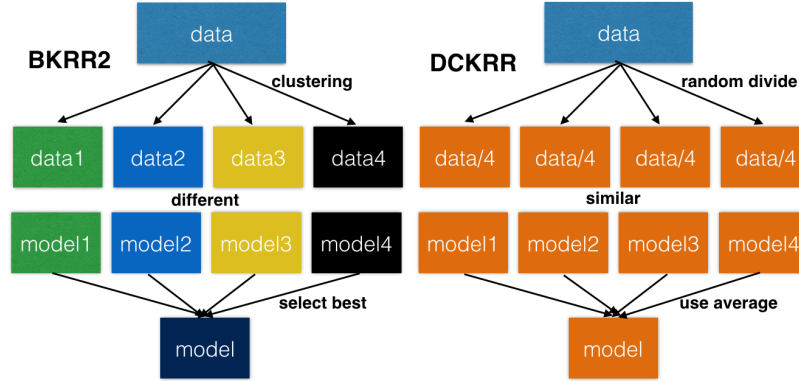 data
BKRR2
clustering
data1 data2 data3 data4
different
model1 model2 model3 model4
select best
model
data
DCKRR
random divide
data/4 data/4 data/4 data/4
similar
model1 model2 model3 model4
use average
model